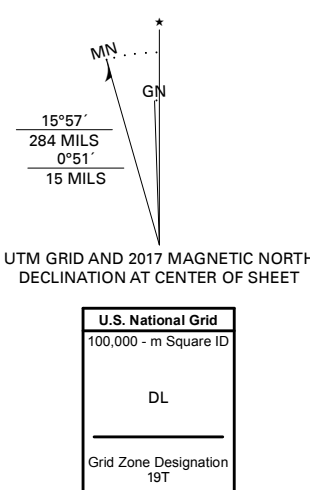 ★
MN
GN
15°57´
284 MILS
0°51´
15 MILS
UTM GRID AND 2017 MAGNETIC NORTH
DECLINATION AT CENTER OF SHEET
U.S. National Grid
100,000 - m Square ID
DL
Grid Zone Designation
19T